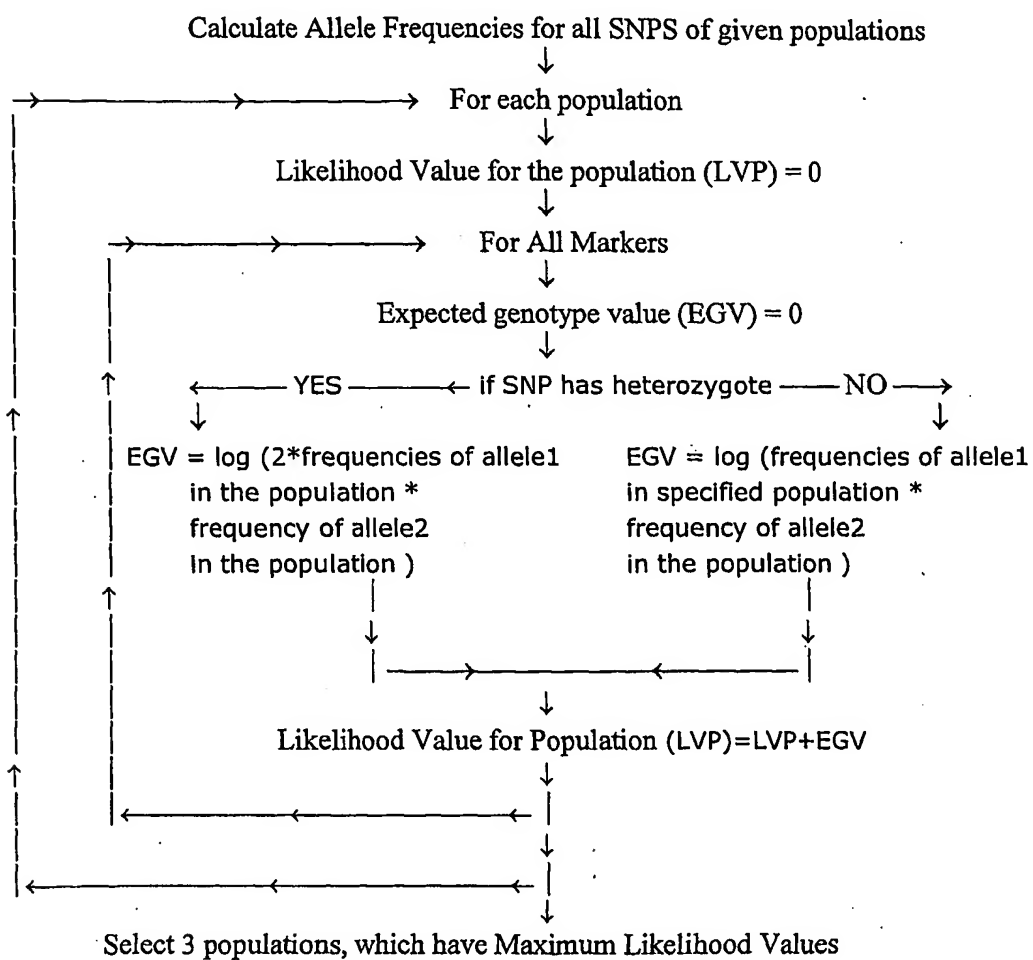 Calculate Allele Frequencies for all SNPS of given populations
For each population
Likelihood Value for the population (LVP) = 0
For All Markers
Expected genotype value (EGV) = 0
YES if SNP has heterozygote NO
EGV = log (2*frequencies of allele1
in the population *
frequency of allele2
in the population )
EGV = log (frequencies of allele1
in specified population *
frequency of allele2
in the population )
Likelihood Value for Population (LVP)=LVP+EGV
Select 3 populations, which have Maximum Likelihood Values